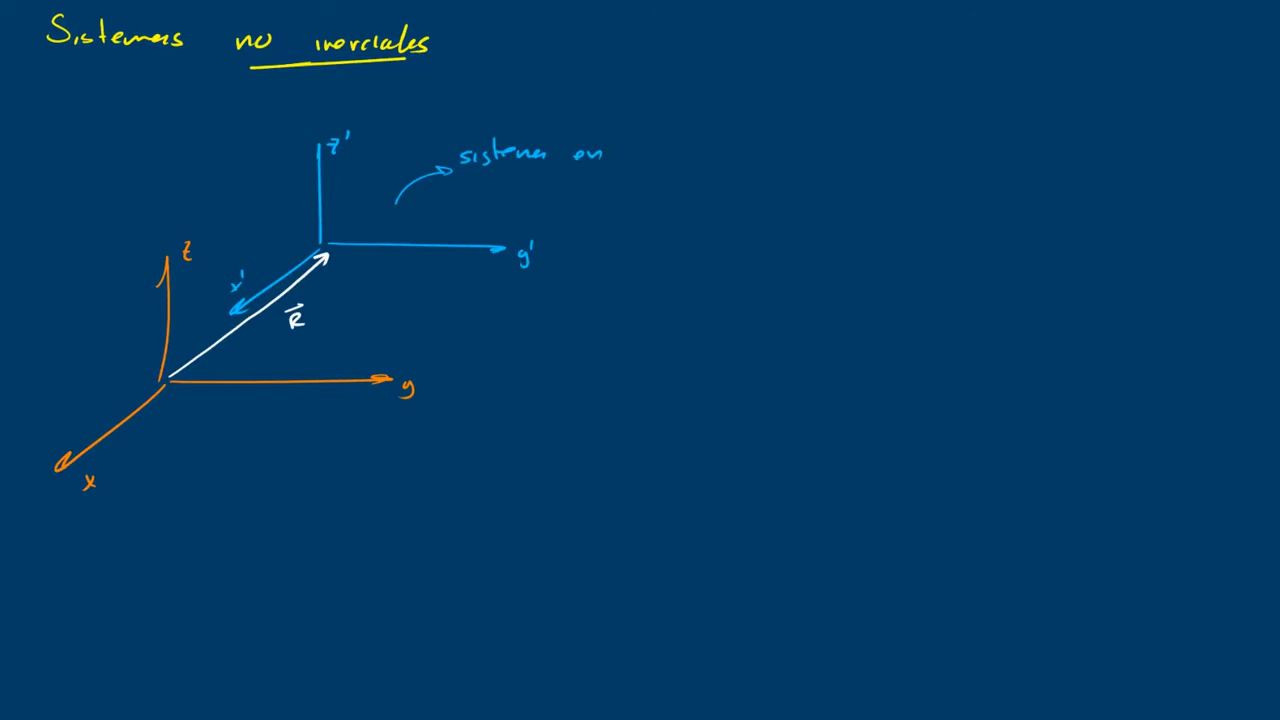 Sistemas no inerciales
z'
sistema en
z
y'
x'
R
y
x